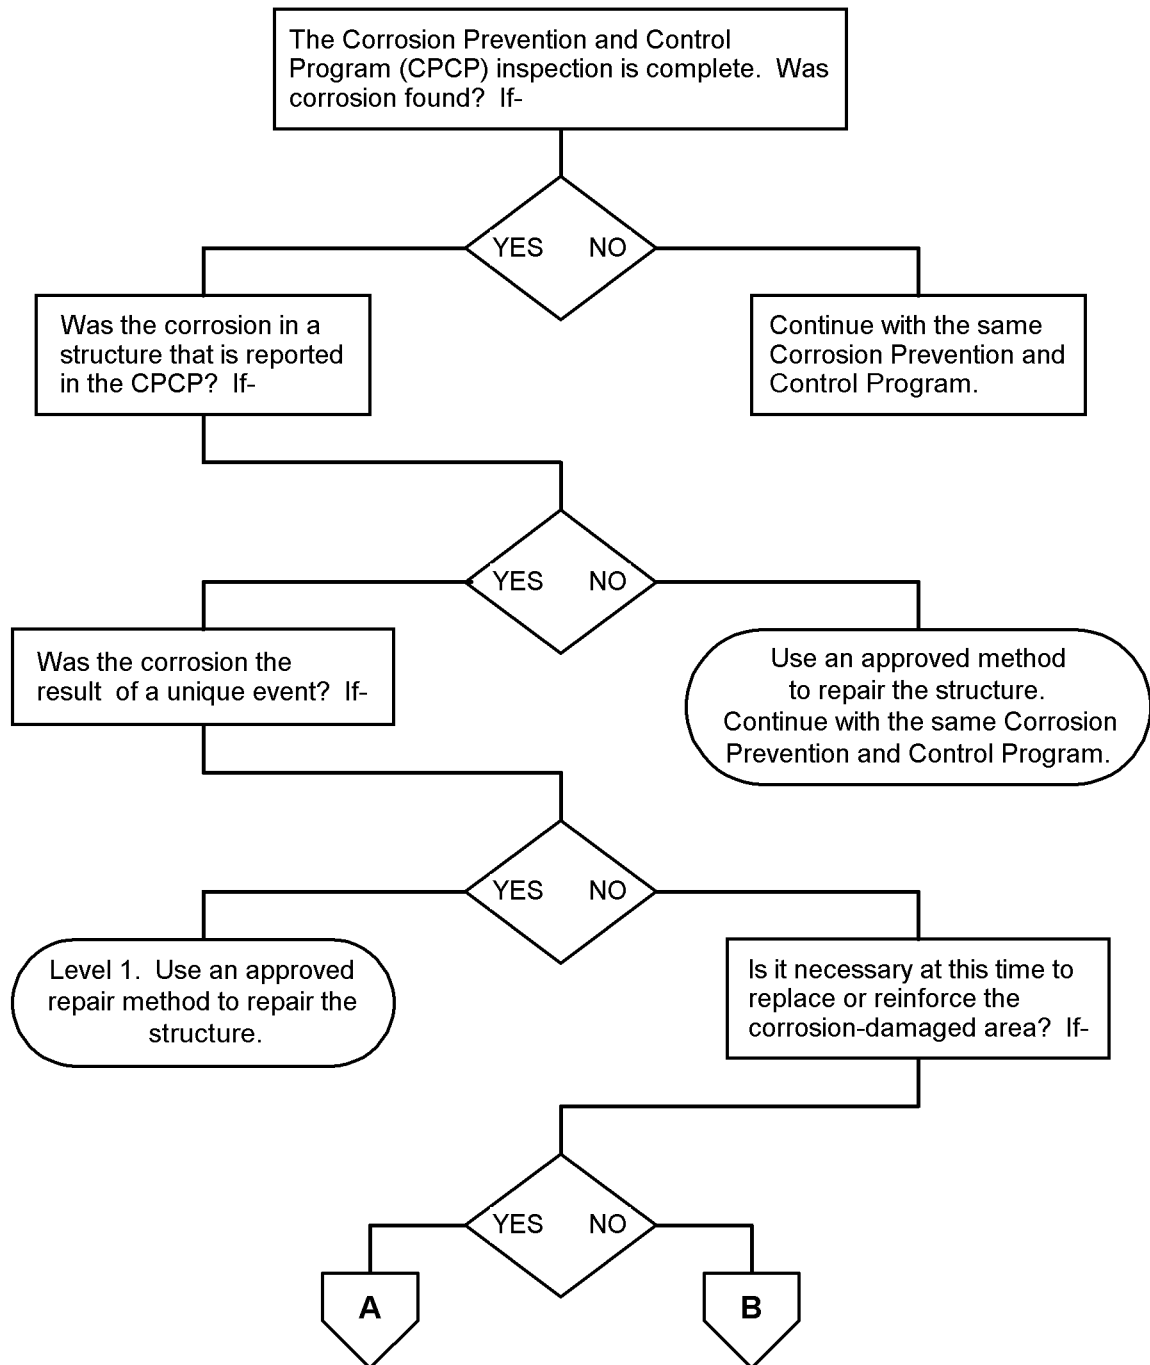 The Corrosion Prevention and Control
Program (CPCP) inspection is complete.  Was
corrosion found?  If-
YES NO
Was the corrosion in a
structure that is reported
in the CPCP?  If-
Continue with the same
Corrosion Prevention and
Control Program.
YES NO
Was the corrosion the
result  of a unique event?  If-
Use an approved method
to repair the structure.
Continue with the same Corrosion
Prevention and Control Program.
YES NO
Level 1.  Use an approved
repair method to repair the
structure.
Is it necessary at this time to
replace or reinforce the
corrosion-damaged area?  If-
YES NO
A
B